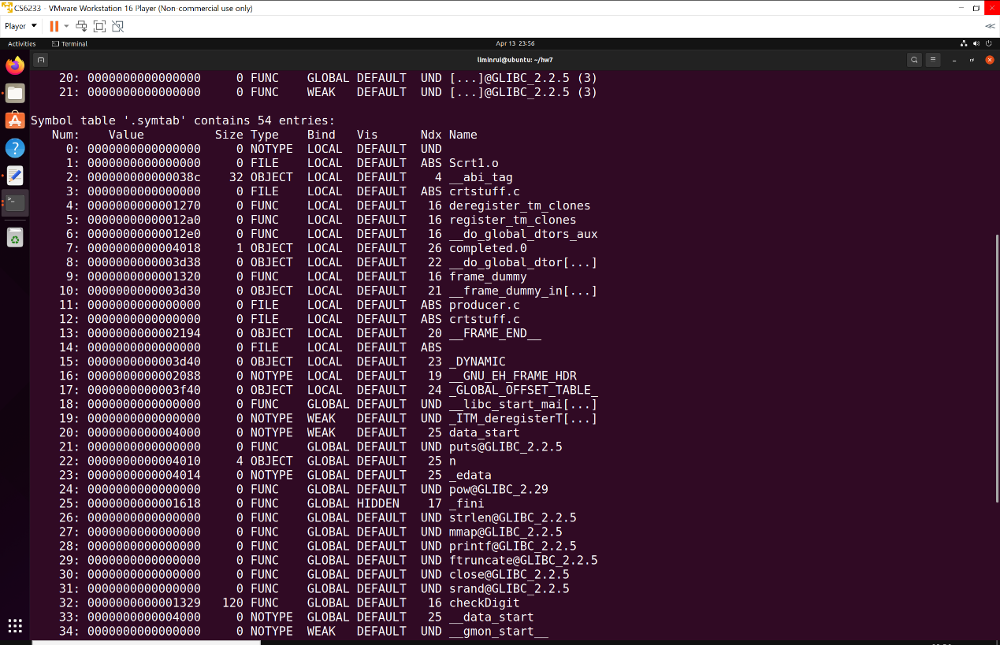 CS6233 - VMware Workstation 16 Player (Non-commercial use only)
Player
Activities Terminal Apr 13 23:56
liminrui@ubuntu: ~/hw7
20: 0000000000000000 0 FUNC GLOBAL DEFAULT UND [...]@GLIBC_2.2.5 (3)
21: 0000000000000000 0 FUNC WEAK DEFAULT UND [...]@GLIBC_2.2.5 (3)
Symbol table '.symtab' contains 54 entries:
Num: Value Size Type Bind Vis Ndx Name
0: 0000000000000000 0 NOTYPE LOCAL DEFAULT UND
1: 0000000000000000 0 FILE LOCAL DEFAULT ABS Scrt1.o
2: 000000000000038c 32 OBJECT LOCAL DEFAULT 4 __abi_tag
3: 0000000000000000 0 FILE LOCAL DEFAULT ABS crtstuff.c
4: 0000000000001270 0 FUNC LOCAL DEFAULT 16 deregister_tm_clones
5: 00000000000012a0 0 FUNC LOCAL DEFAULT 16 register_tm_clones
6: 00000000000012e0 0 FUNC LOCAL DEFAULT 16 __do_global_dtors_aux
7: 0000000000004018 1 OBJECT LOCAL DEFAULT 26 completed.0
8: 0000000000003d38 0 OBJECT LOCAL DEFAULT 22 __do_global_dtor[...]
9: 0000000000001320 0 FUNC LOCAL DEFAULT 16 frame_dummy
10: 0000000000003d30 0 OBJECT LOCAL DEFAULT 21 __frame_dummy_in[...]
11: 0000000000000000 0 FILE LOCAL DEFAULT ABS producer.c
12: 0000000000000000 0 FILE LOCAL DEFAULT ABS crtstuff.c
13: 0000000000002194 0 OBJECT LOCAL DEFAULT 20 __FRAME_END__
14: 0000000000000000 0 FILE LOCAL DEFAULT ABS
15: 0000000000003d40 0 OBJECT LOCAL DEFAULT 23 _DYNAMIC
16: 0000000000002088 0 NOTYPE LOCAL DEFAULT 19 __GNU_EH_FRAME_HDR
17: 0000000000003f40 0 OBJECT LOCAL DEFAULT 24 _GLOBAL_OFFSET_TABLE_
18: 0000000000000000 0 FUNC GLOBAL DEFAULT UND __libc_start_mai[...]
19: 0000000000000000 0 NOTYPE WEAK DEFAULT UND _ITM_deregisterT[...]
20: 0000000000004000 0 NOTYPE WEAK DEFAULT 25 data_start
21: 0000000000000000 0 FUNC GLOBAL DEFAULT UND puts@GLIBC_2.2.5
22: 0000000000004010 4 OBJECT GLOBAL DEFAULT 25 n
23: 0000000000004014 0 NOTYPE GLOBAL DEFAULT 25 _edata
24: 0000000000000000 0 FUNC GLOBAL DEFAULT UND pow@GLIBC_2.29
25: 0000000000001618 0 FUNC GLOBAL HIDDEN 17 _fini
26: 0000000000000000 0 FUNC GLOBAL DEFAULT UND strlen@GLIBC_2.2.5
27: 0000000000000000 0 FUNC GLOBAL DEFAULT UND mmap@GLIBC_2.2.5
28: 0000000000000000 0 FUNC GLOBAL DEFAULT UND printf@GLIBC_2.2.5
29: 0000000000000000 0 FUNC GLOBAL DEFAULT UND ftruncate@GLIBC_2.2.5
30: 0000000000000000 0 FUNC GLOBAL DEFAULT UND close@GLIBC_2.2.5
31: 0000000000000000 0 FUNC GLOBAL DEFAULT UND srand@GLIBC_2.2.5
32: 0000000000001329 120 FUNC GLOBAL DEFAULT 16 checkDigit
33: 0000000000004000 0 NOTYPE GLOBAL DEFAULT 25 __data_start
34: 0000000000000000 0 NOTYPE WEAK DEFAULT UND __gmon_start__